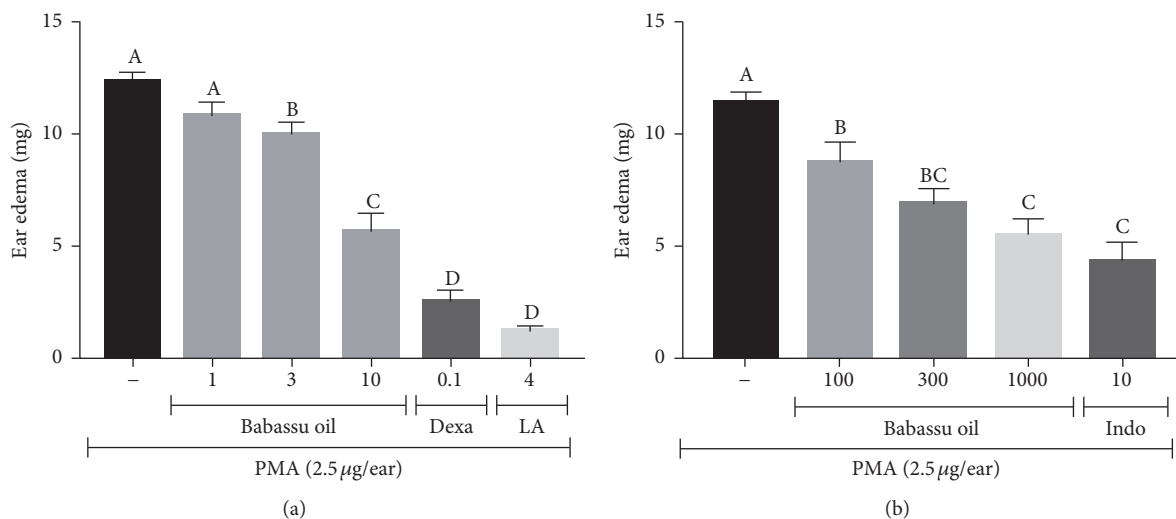 15
10
5
0
Ear edema (mg)
A
A
B
C
D
D
– 1 3 10 0.1 4
Babassu oil Dexa LA
PMA (2.5 μg/ear)
(a)
15
10
5
0
Ear edema (mg)
A
B
BC
C
C
– 100 300 1000 10
Babassu oil Indo
PMA (2.5 μg/ear)
(b)